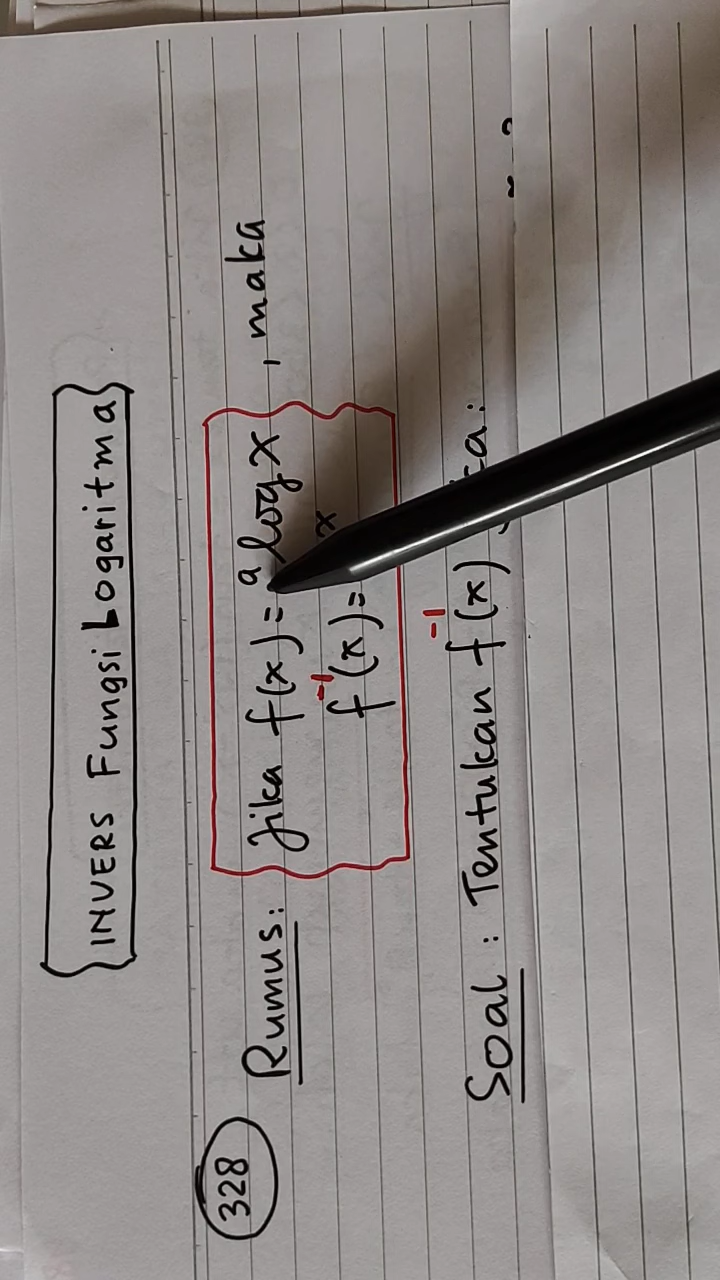 INVERS Fungsi Logaritma
328 Rumus: Jika f(x) = ᵃlog x , maka
f⁻¹(x) = ˣ
Soal : Tentukan f⁻¹(x)